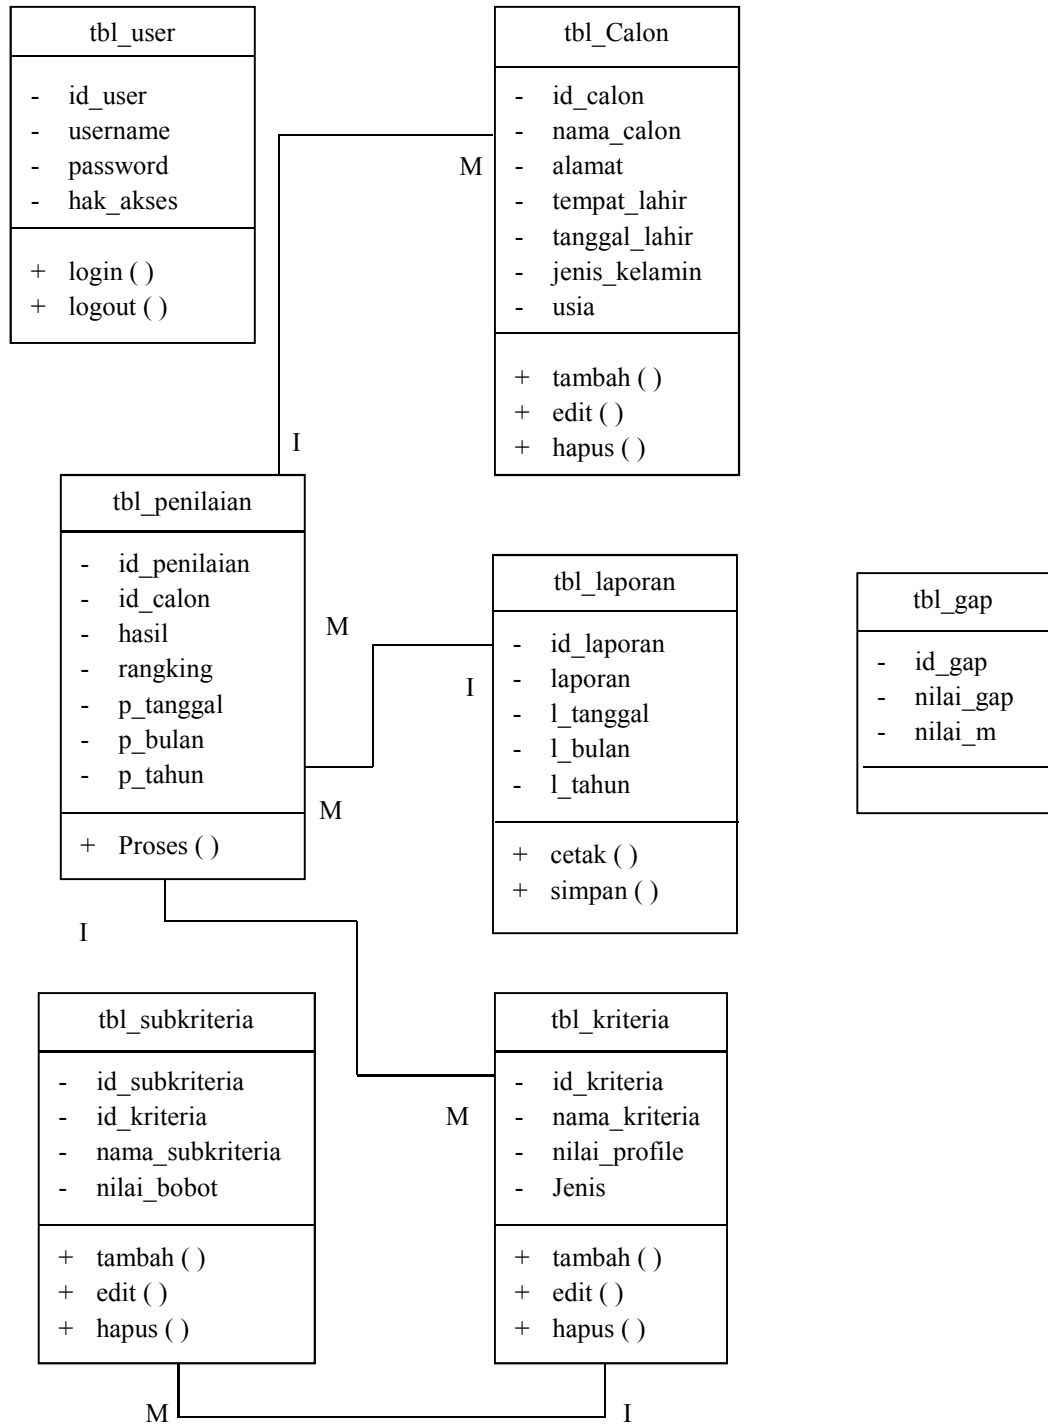 tbl_user
- id_user
- username
- password
- hak_akses
+ login ( )
+ logout ( )
tbl_Calon
- id_calon
- nama_calon
- alamat
- tempat_lahir
- tanggal_lahir
- jenis_kelamin
- usia
+ tambah ( )
+ edit ( )
+ hapus ( )
M
I
tbl_penilaian
- id_penilaian
- id_calon
- hasil
- rangking
- p_tanggal
- p_bulan
- p_tahun
+ Proses ( )
M
I
M
tbl_laporan
- id_laporan
- laporan
- l_tanggal
- l_bulan
- l_tahun
+ cetak ( )
+ simpan ( )
tbl_gap
- id_gap
- nilai_gap
- nilai_m
I
M
tbl_subkriteria
- id_subkriteria
- id_kriteria
- nama_subkriteria
- nilai_bobot
+ tambah ( )
+ edit ( )
+ hapus ( )
tbl_kriteria
- id_kriteria
- nama_kriteria
- nilai_profile
- Jenis
+ tambah ( )
+ edit ( )
+ hapus ( )
M
I